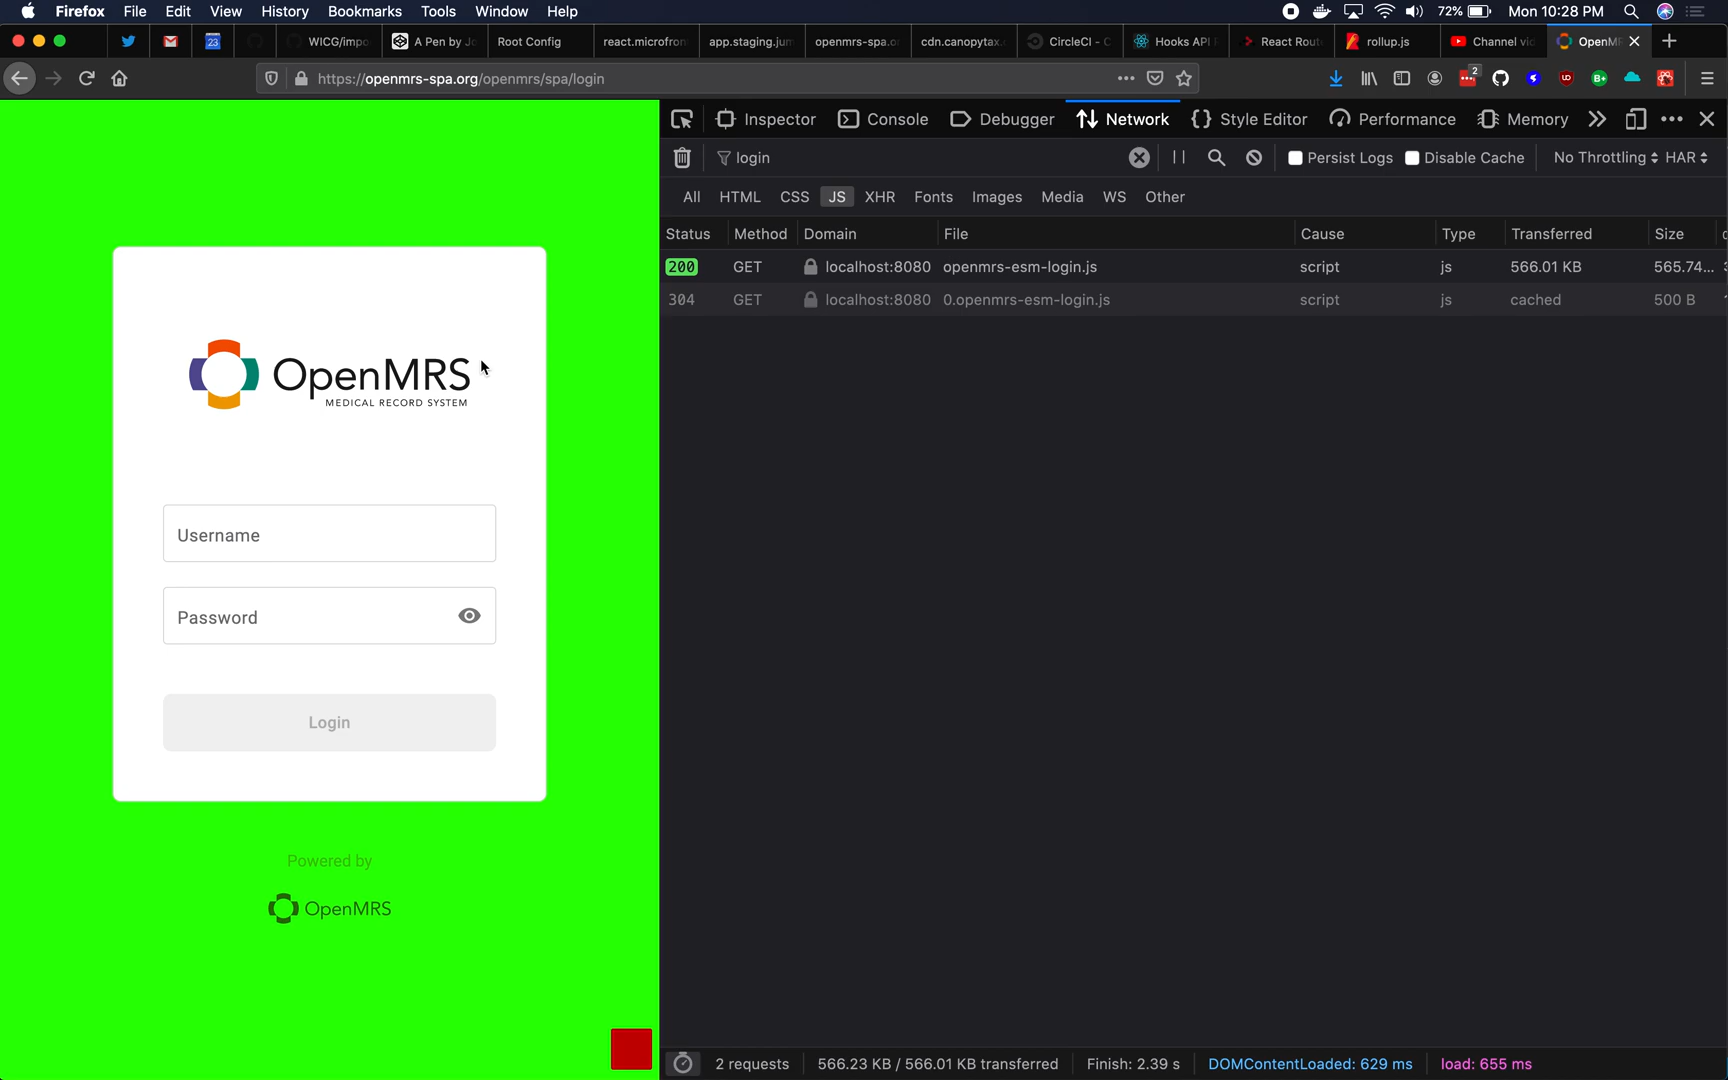 Firefox File Edit View History Bookmarks Tools Window Help 72% Mon 10:28 PM
23 WICG/impo A Pen by Jo Root Config react.microfron app.staging.jum openmrs-spa.o cdn.canopytax. CircleCI - C Hooks API React Rout rollup.js Channel vid OpenM
https://openmrs-spa.org/openmrs/spa/login 2
Inspector Console Debugger Network Style Editor Performance Memory
login Persist Logs Disable Cache No Throttling HAR
All HTML CSS JS XHR Fonts Images Media WS Other
Status Method Domain File Cause Type Transferred Size
200 GET localhost:8080 openmrs-esm-login.js script js 566.01 KB 565.74...
304 GET localhost:8080 0.openmrs-esm-login.js script js cached 500 B
OpenMRS
MEDICAL RECORD SYSTEM
Username
Password
Login
Powered by
OpenMRS
2 requests 566.23 KB / 566.01 KB transferred Finish: 2.39 s DOMContentLoaded: 629 ms load: 655 ms